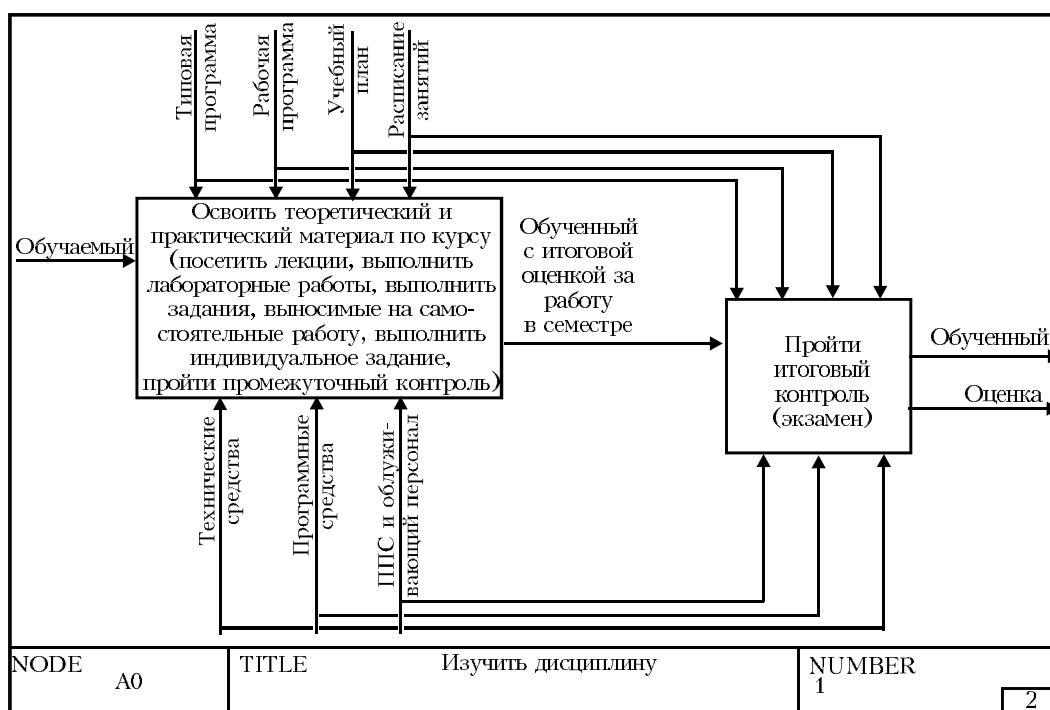 Типовая
программа
Рабочая
программа
Учебный
план
Расписание
занятий
Обучаемый
Освоить теоретический и
практический материал по курсу
(посетить лекции, выполнить
лабораторные работы, выполнить
задания, выносимые на само-
стоятельные работу, выполнить
индивидуальное задание,
пройти промежуточный контроль)
Обученный
с итоговой
оценкой за
работу
в семестре
Пройти
итоговый
контроль
(экзамен)
Обученный
Оценка
Технические
средства
Программные
средства
ППС и облужи-
вающий персонал
NODE
A0
TITLE
Изучить дисциплину
NUMBER
1
2